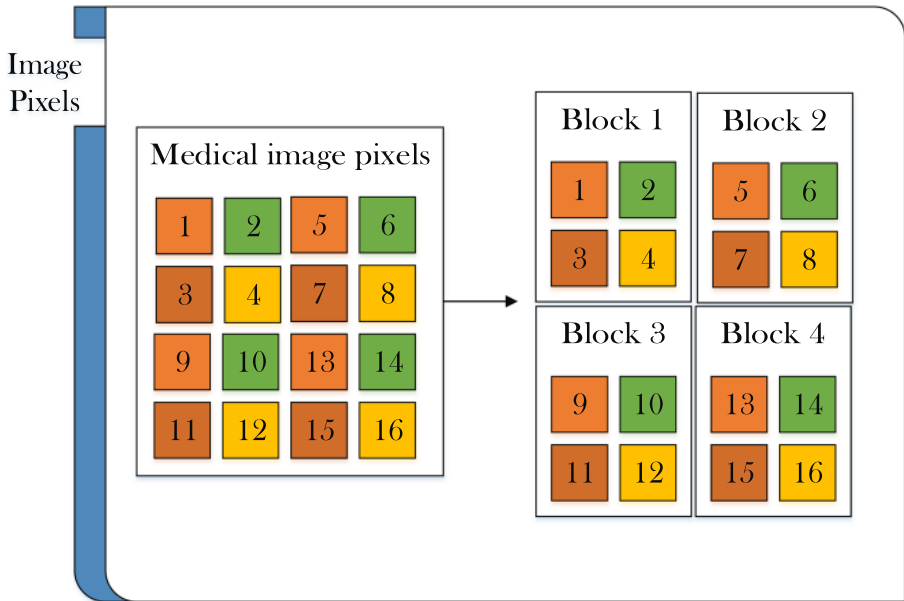 Image
Pixels
Medical image pixels
1 2 5 6
3 4 7 8
9 10 13 14
11 12 15 16
Block 1
1 2
3 4
Block 2
5 6
7 8
Block 3
9 10
11 12
Block 4
13 14
15 16